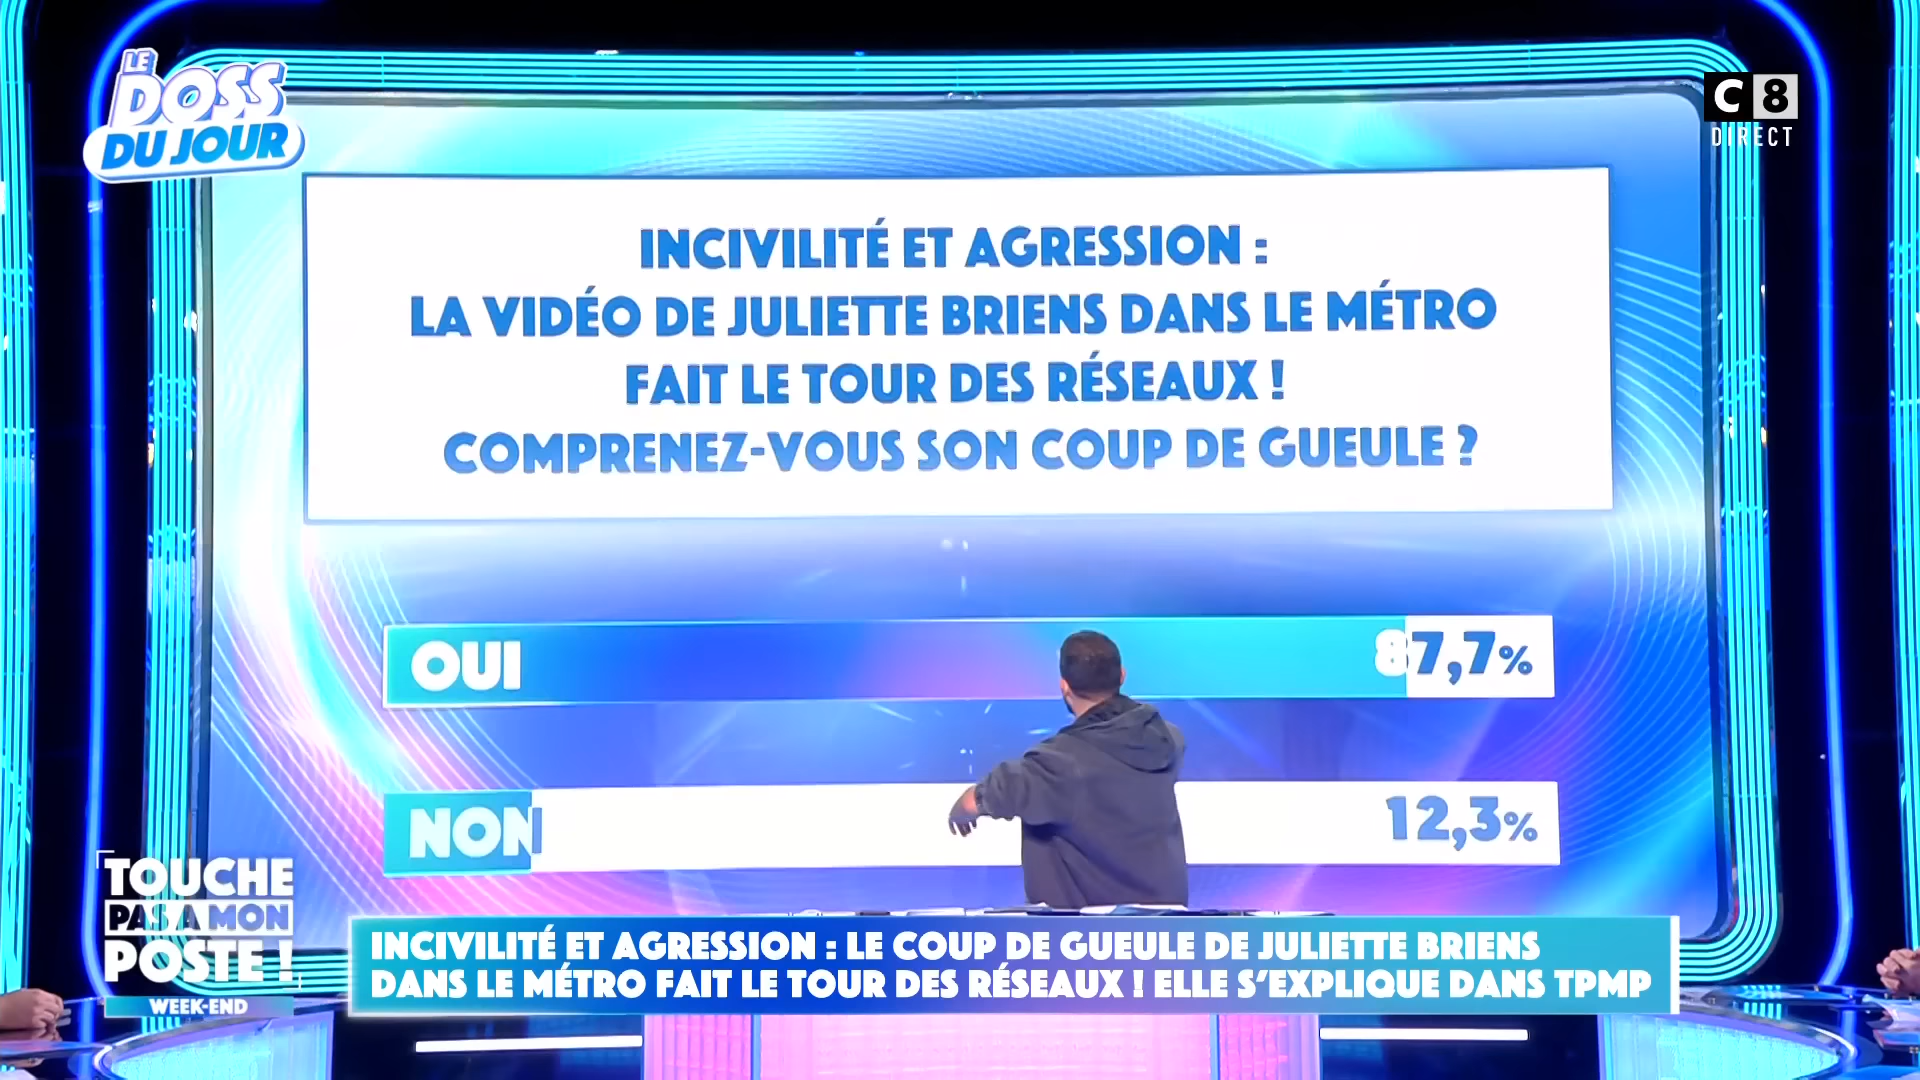 LE
DOSS
DU JOUR
C8
DIRECT
INCIVILITÉ ET AGRESSION :
LA VIDÉO DE JULIETTE BRIENS DANS LE MÉTRO
FAIT LE TOUR DES RÉSEAUX !
COMPRENEZ-VOUS SON COUP DE GUEULE ?
OUI 87,7%
NON 12,3%
TOUCHE
PAS A MON
POSTE !
WEEK-END
INCIVILITÉ ET AGRESSION : LE COUP DE GUEULE DE JULIETTE BRIENS
DANS LE MÉTRO FAIT LE TOUR DES RÉSEAUX ! ELLE S'EXPLIQUE DANS TPMP